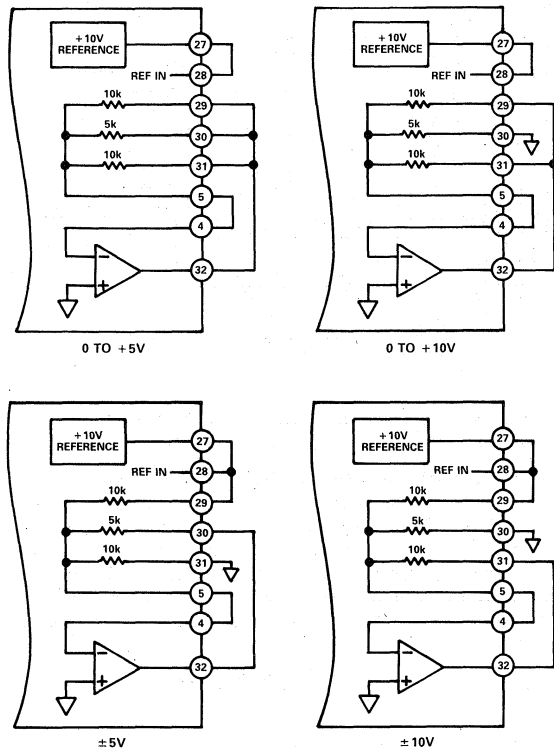 +10V
REFERENCE
27
REF IN
28
10k
29
5k
30
10k
31
5
4
−
+
32
0 TO +5V
+10V
REFERENCE
27
REF IN
28
10k
29
5k
30
10k
31
5
4
−
+
32
0 TO +10V
+10V
REFERENCE
27
REF IN
28
10k
29
5k
30
10k
31
5
4
−
+
32
±5V
+10V
REFERENCE
27
REF IN
28
10k
29
5k
30
10k
31
5
4
−
+
32
±10V